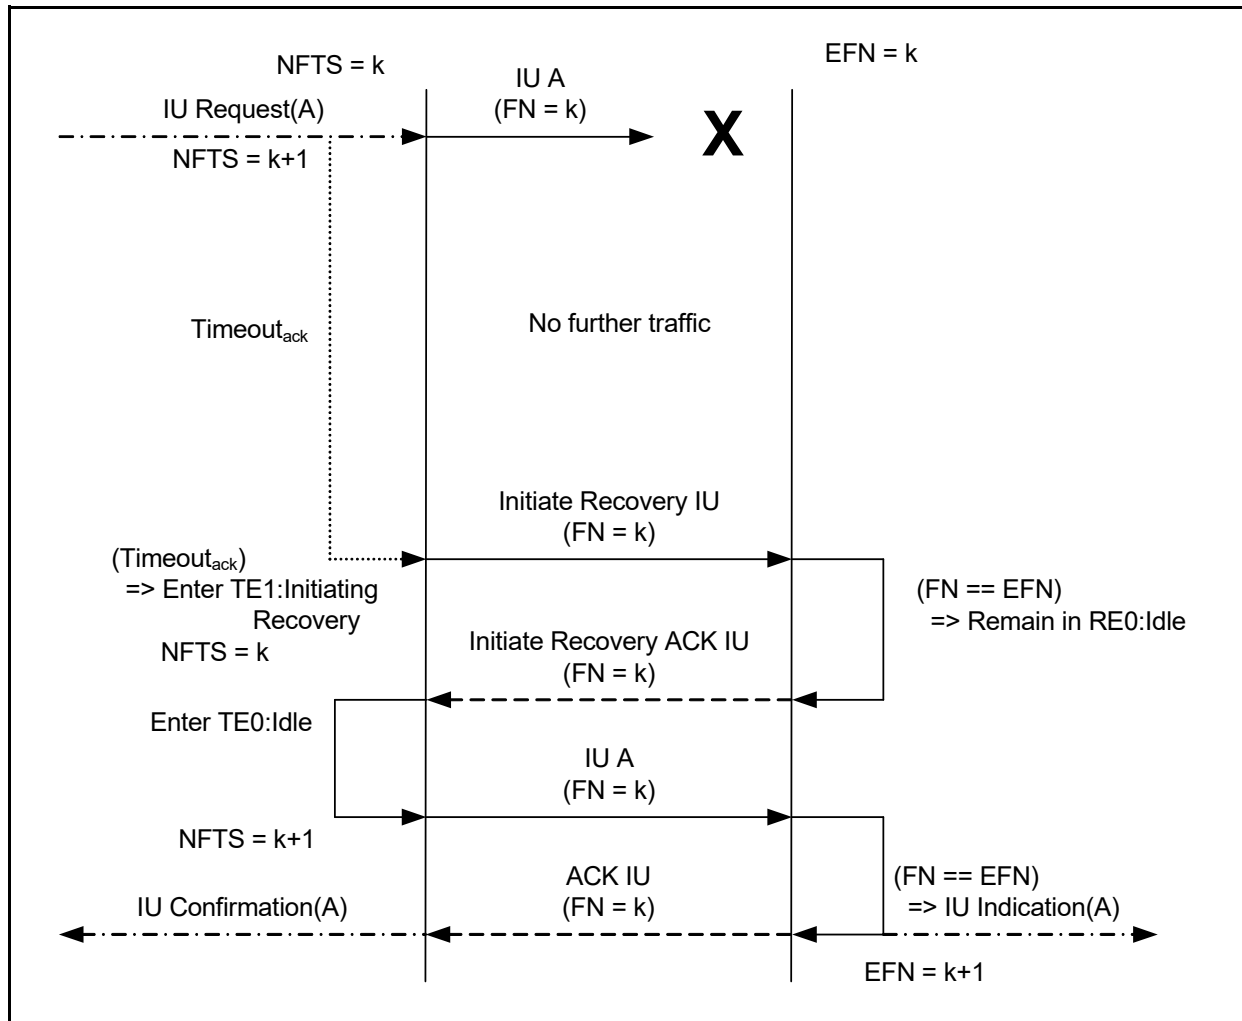 NFTS = k
EFN = k
IU A
(FN = k)
IU Request(A)
X
NFTS = k+1
Timeoutack
No further traffic
Initiate Recovery IU
(FN = k)
(Timeoutack)
=> Enter TE1:Initiating
Recovery
(FN == EFN)
=> Remain in RE0:Idle
NFTS = k
Initiate Recovery ACK IU
(FN = k)
Enter TE0:Idle
IU A
(FN = k)
NFTS = k+1
ACK IU
(FN = k)
(FN == EFN)
=> IU Indication(A)
IU Confirmation(A)
EFN = k+1